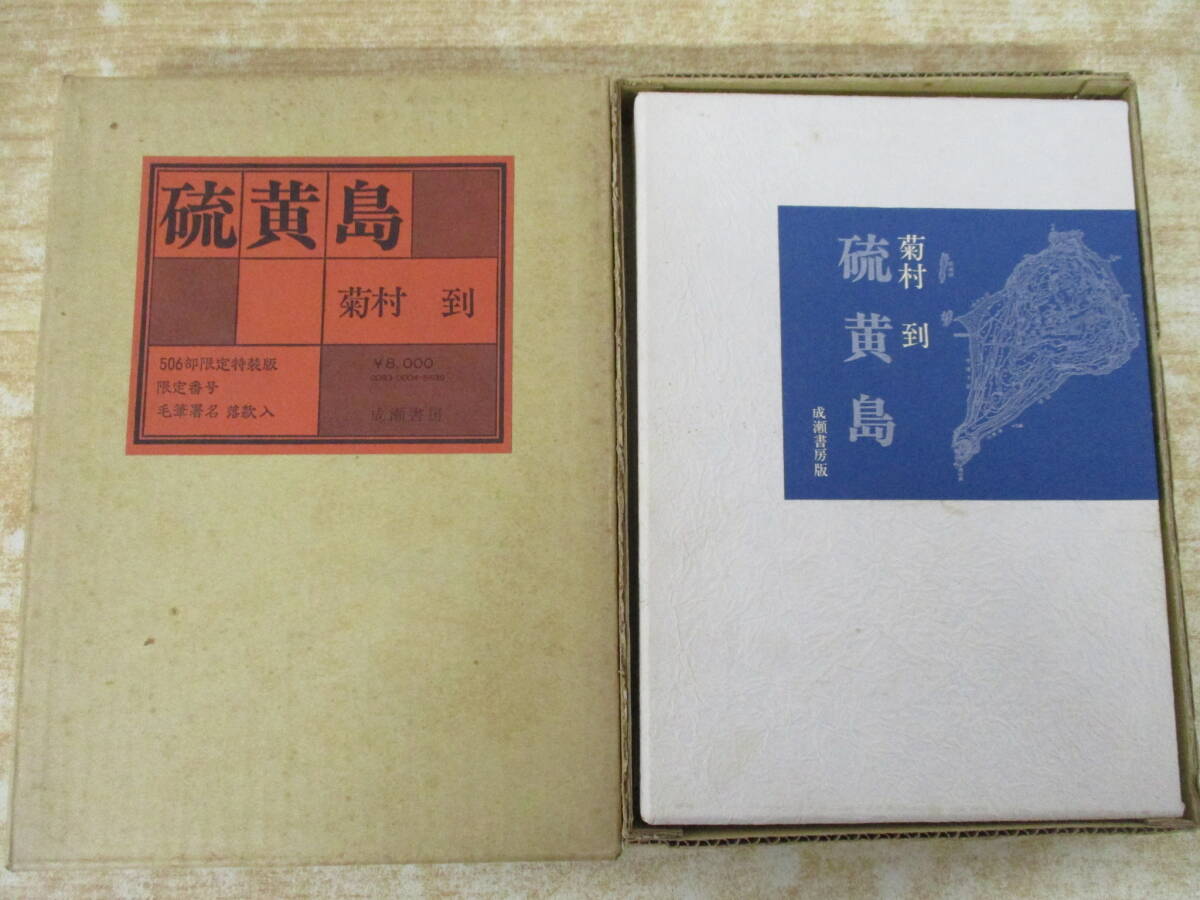 硫黄島
菊村 到
506部限定特装版
限定番号
毛筆署名 落款入
¥8,000
成瀬書房
菊村 到
硫黄島
成瀬書房版